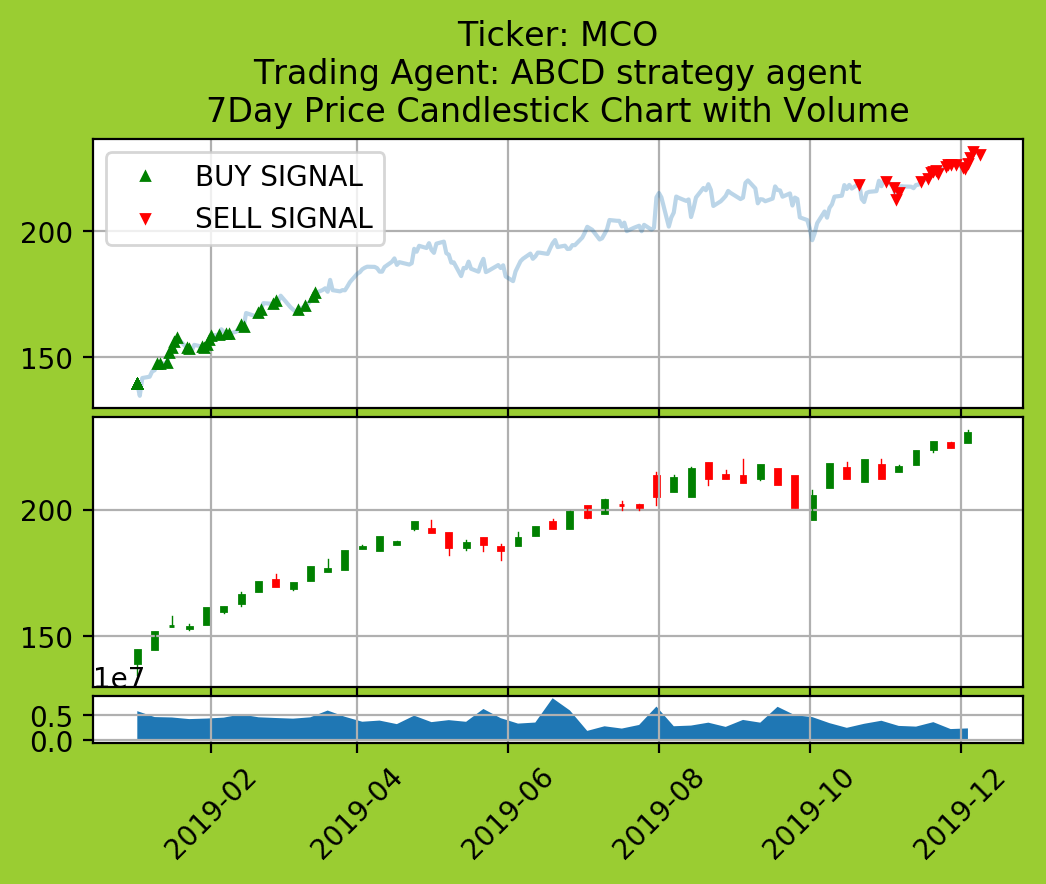 Ticker: MCO
Trading Agent: ABCD strategy agent
7Day Price Candlestick Chart with Volume
BUY SIGNAL
SELL SIGNAL
200
150
200
150
1e7
0.5
0.0
2019-02
2019-04
2019-06
2019-08
2019-10
2019-12